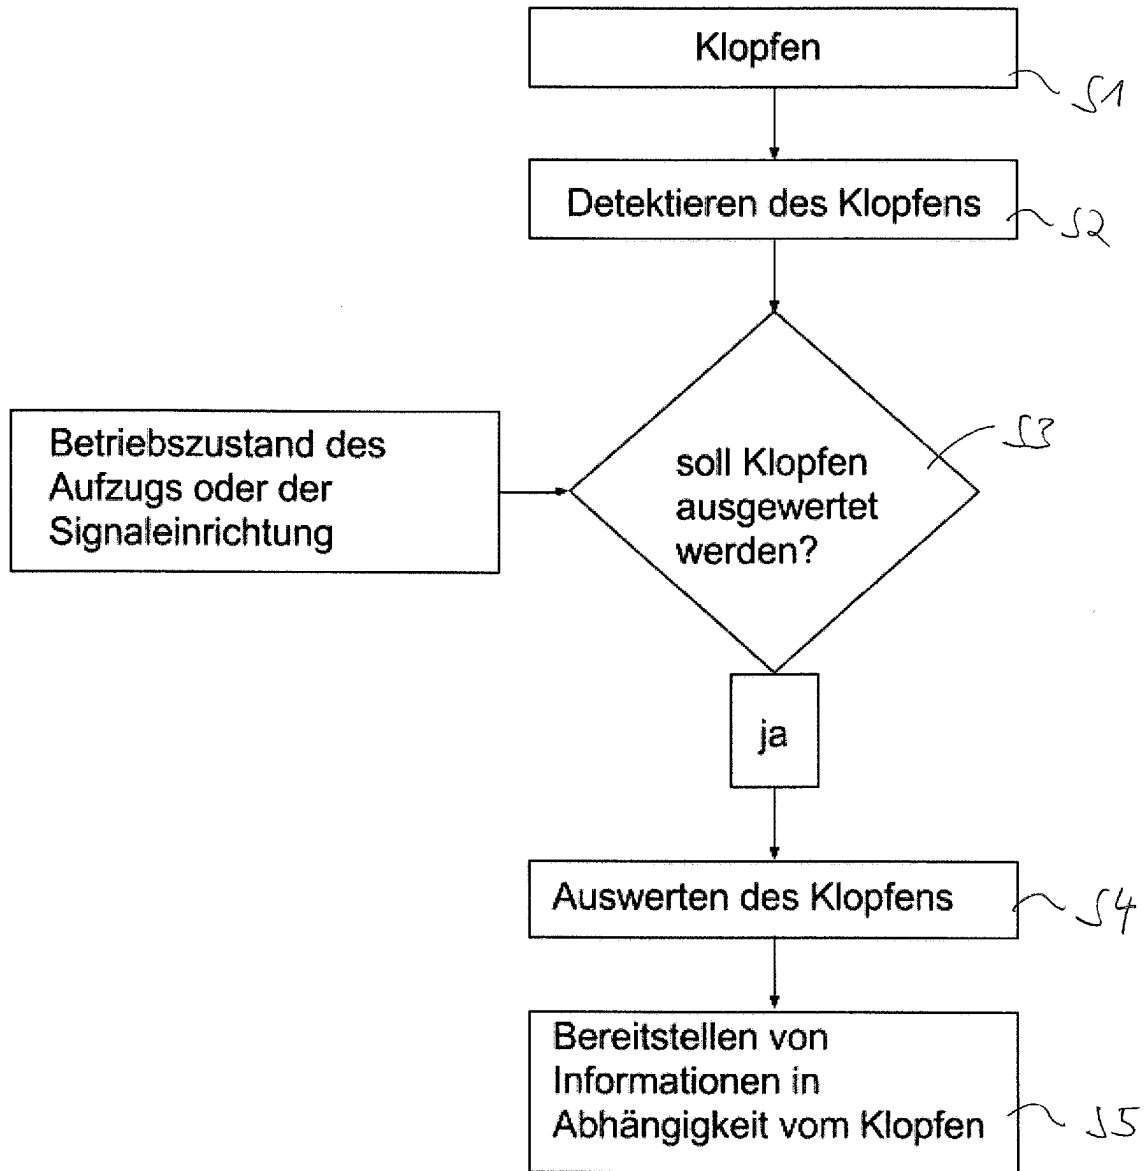 Klopfen
S1
Detektieren des Klopfens
S2
Betriebszustand des
Aufzugs oder der
Signaleinrichtung
soll Klopfen
ausgewertet
werden?
S3
ja
Auswerten des Klopfens
S4
Bereitstellen von
Informationen in
Abhängigkeit vom Klopfen
S5